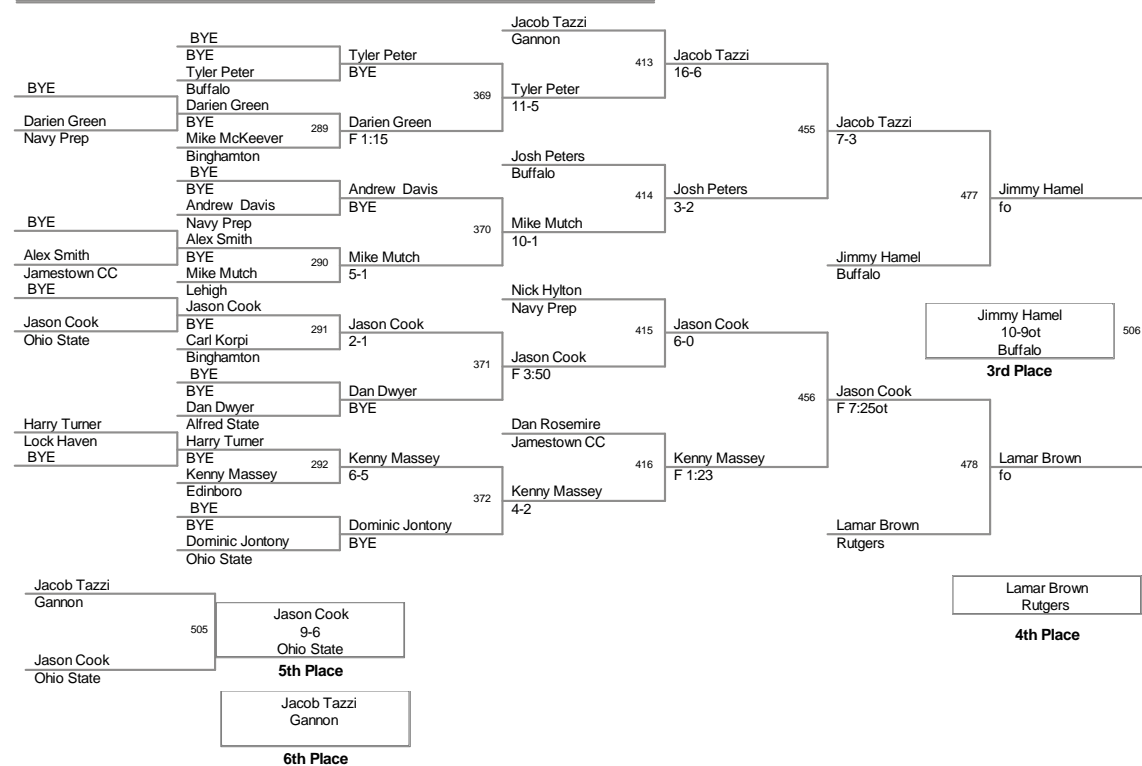 BYE
Darien Green
Navy Prep
BYE
Alex Smith
Jamestown CC
BYE
Jason Cook
Ohio State
Harry Turner
Lock Haven
BYE
BYE
BYE
Tyler Peter
Buffalo
Darien Green
BYE
Mike McKeever
Binghamton
289
BYE
BYE
Andrew Davis
Navy Prep
Alex Smith
BYE
Mike Mutch
Lehigh
290
Jason Cook
BYE
Carl Korpi
Binghamton
291
BYE
BYE
Dan Dwyer
Alfred State
Harry Turner
BYE
Kenny Massey
Edinboro
292
BYE
BYE
Dominic Jontony
Ohio State
Tyler Peter
BYE
369
Darien Green
F 1:15
Andrew Davis
BYE
370
Mike Mutch
5-1
Jason Cook
2-1
371
Dan Dwyer
BYE
Kenny Massey
6-5
372
Dominic Jontony
BYE
Jacob Tazzi
Gannon
413
Tyler Peter
11-5
Josh Peters
Buffalo
414
Mike Mutch
10-1
Nick Hylton
Navy Prep
415
Jason Cook
F 3:50
Dan Rosemire
Jamestown CC
416
Kenny Massey
4-2
Jacob Tazzi
16-6
455
Josh Peters
3-2
Jason Cook
6-0
456
Kenny Massey
F 1:23
Jacob Tazzi
7-3
477
Jimmy Hamel
Buffalo
Jason Cook
F 7:25ot
478
Lamar Brown
Rutgers
Jimmy Hamel
fo
Jimmy Hamel
10-9ot
Buffalo
506
3rd Place
Lamar Brown
fo
Lamar Brown
Rutgers
4th Place
Jacob Tazzi
Gannon
505
Jason Cook
Ohio State
Jason Cook
9-6
Ohio State
5th Place
Jacob Tazzi
Gannon
6th Place